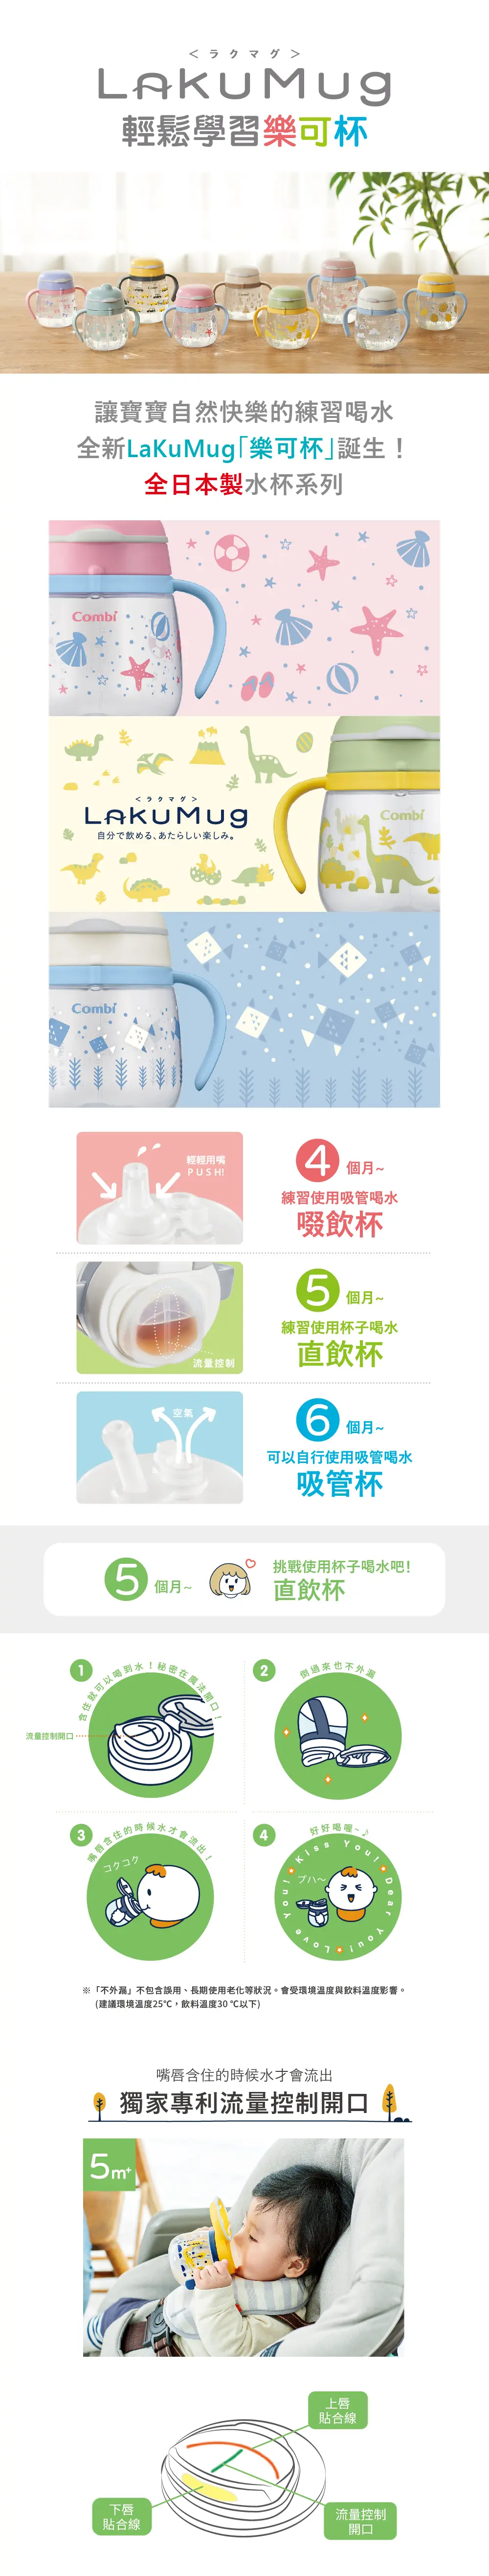 ＜ラクマグ＞
LaKuMug
輕鬆學習樂可杯
讓寶寶自然快樂的練習喝水
全新LaKuMug「樂可杯」誕生！
全日本製水杯系列
Combi
＜ラクマグ＞
LaKuMug
自分で飲める、あたらしい楽しみ。
Combi
Combi
輕輕用嘴
PUSH!
4 個月~
練習使用吸管喝水
啜飲杯
流量控制
5 個月~
練習使用杯子喝水
直飲杯
空氣
6 個月~
可以自行使用吸管喝水
吸管杯
5 個月~
挑戰使用杯子喝水吧!
直飲杯
1
含住就可以喝到水！秘密在魔法開口！
流量控制開口
2
倒過來也不外漏
3
嘴唇含住的時候水才會流出！
コクコク
4
好好喝喔~♪
プハ～
Kiss You! Dear You! Love You!
※「不外漏」不包含誤用、長期使用老化等狀況。會受環境溫度與飲料溫度影響。
(建議環境溫度25℃，飲料溫度30 ℃以下)
嘴唇含住的時候水才會流出
獨家專利流量控制開口
5m+
上唇
貼合線
下唇
貼合線
流量控制
開口